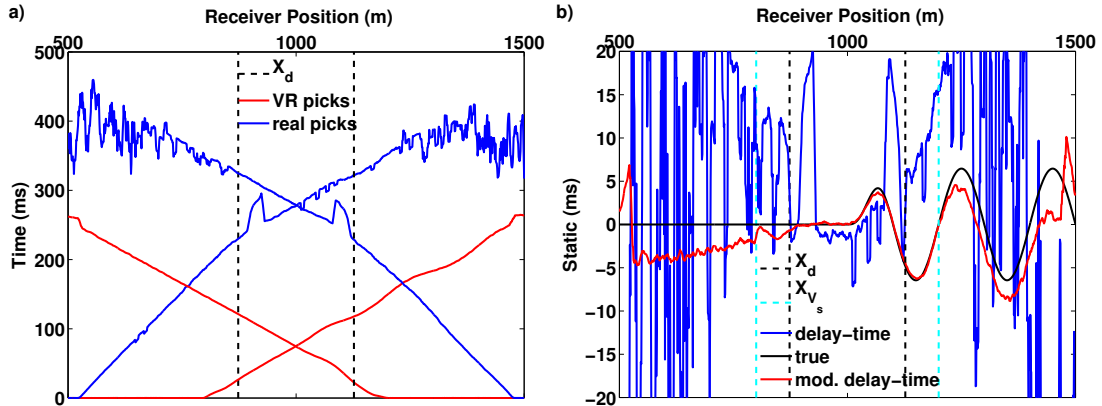 a)
Receiver Position (m)
500 1000 1500
500
400
300
200
100
0
Time (ms)
X_d
VR picks
real picks
b)
Receiver Position (m)
500 1000 1500
20
15
10
5
0
−5
−10
−15
−20
Static (ms)
X_d
X_{V_s}
delay−time
true
mod. delay−time